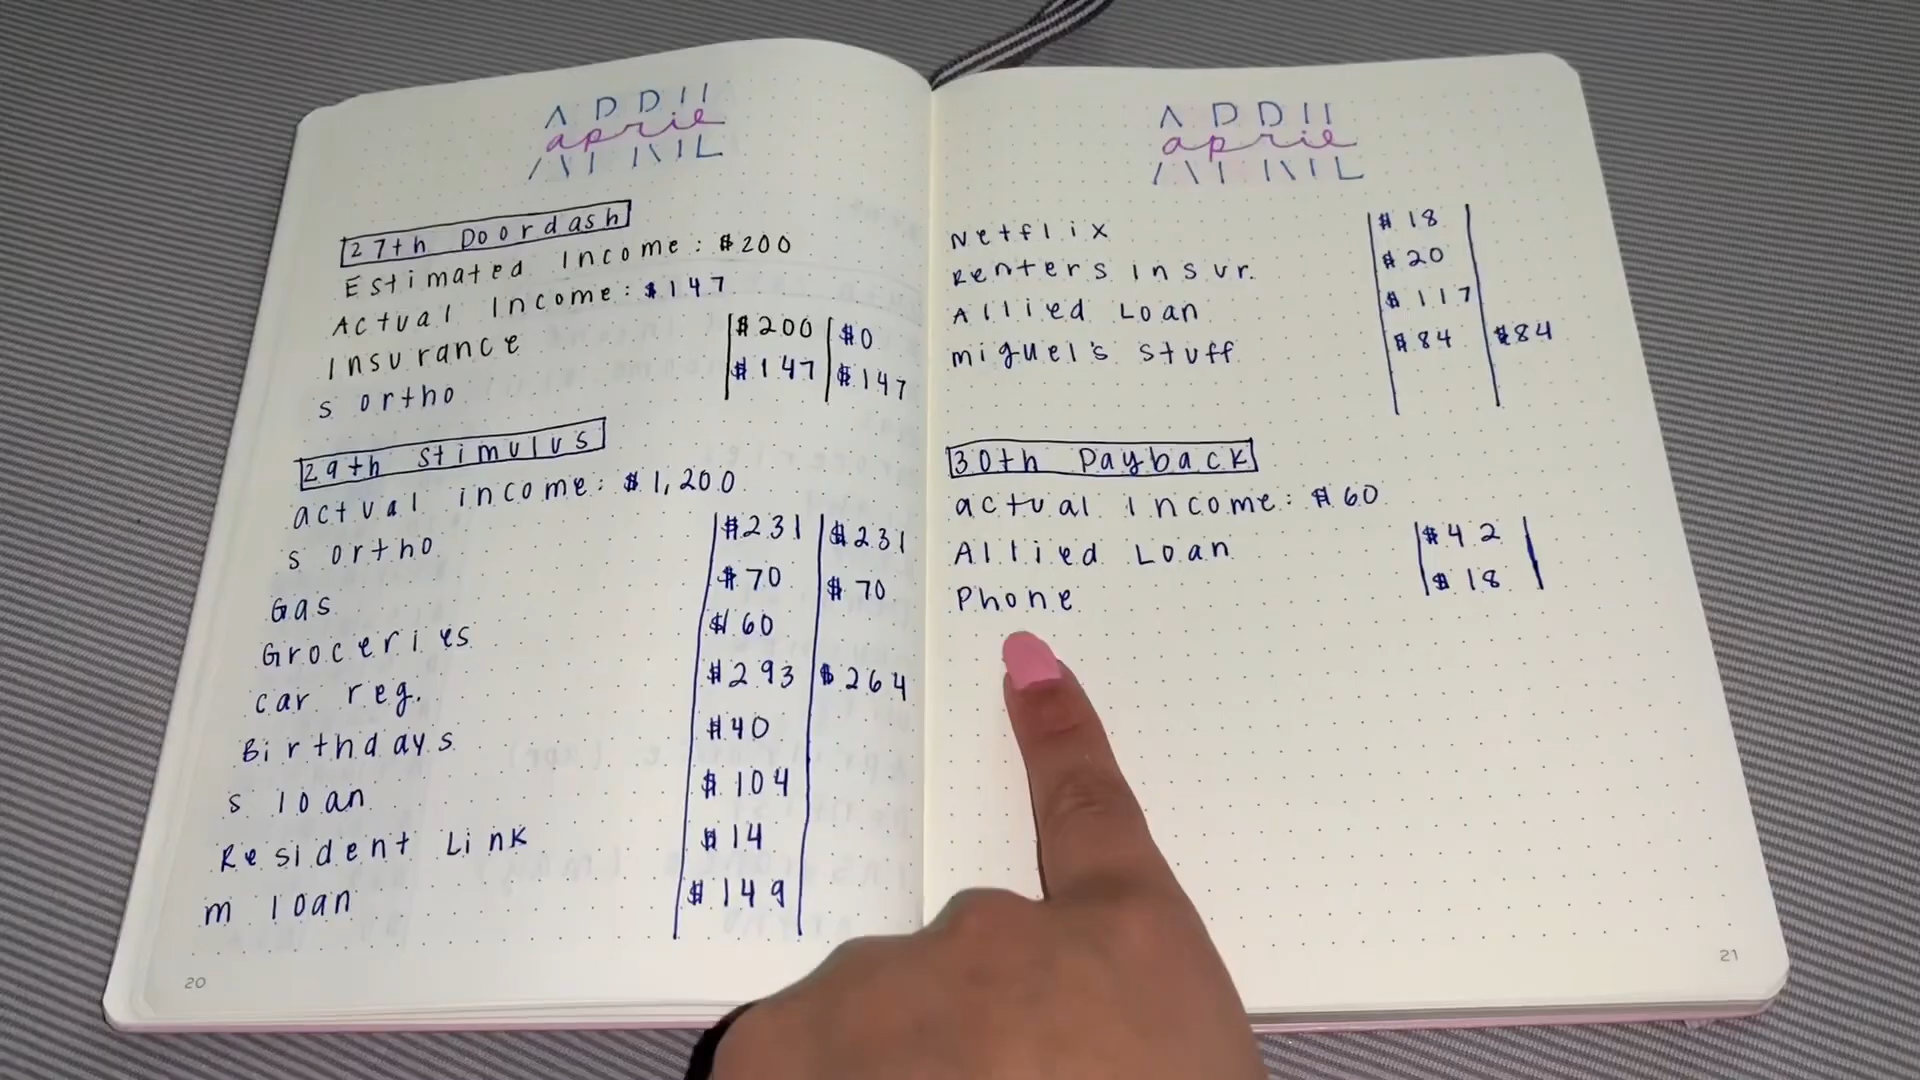 APRIL
april
27th Doordash
Estimated Income: $200
Actual Income: $147
Insurance $200 $0
s ortho $147 $147
29th Stimulus
actual income: $1,200
s ortho $231 $231
Gas $70 $70
Groceries $60
car reg. $293 $264
Birthdays $40
s loan $104
Resident Link $14
m loan $149
20
APRIL
april
Netflix $18
Renters insur. $20
Allied Loan $117
miguel's stuff $84 $84
30th Payback
actual income: $60
Allied Loan $42
Phone $18
21